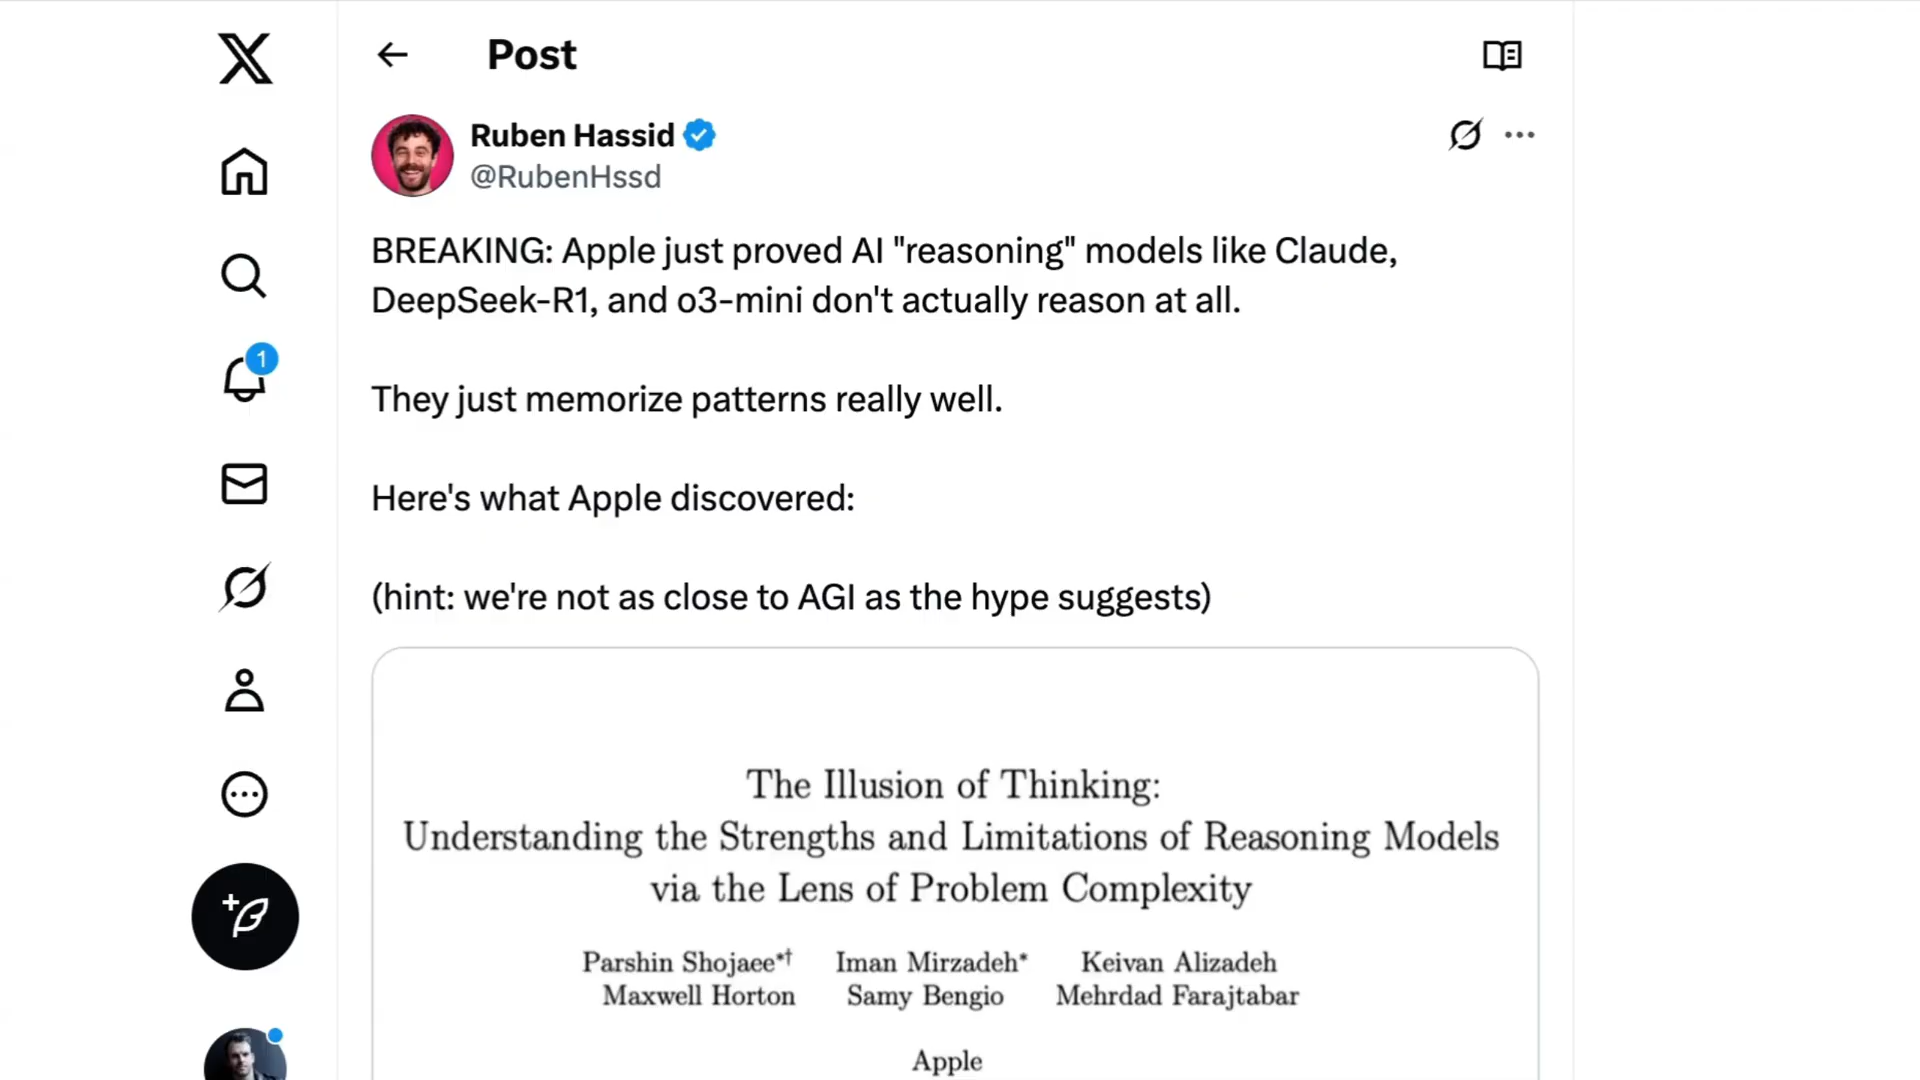 Post
Ruben Hassid
@RubenHssd
BREAKING: Apple just proved AI "reasoning" models like Claude,
DeepSeek-R1, and o3-mini don't actually reason at all.
They just memorize patterns really well.
Here's what Apple discovered:
(hint: we're not as close to AGI as the hype suggests)
1
The Illusion of Thinking:
Understanding the Strengths and Limitations of Reasoning Models
via the Lens of Problem Complexity
Parshin Shojaee*† Iman Mirzadeh* Keivan Alizadeh
Maxwell Horton Samy Bengio Mehrdad Farajtabar
Apple